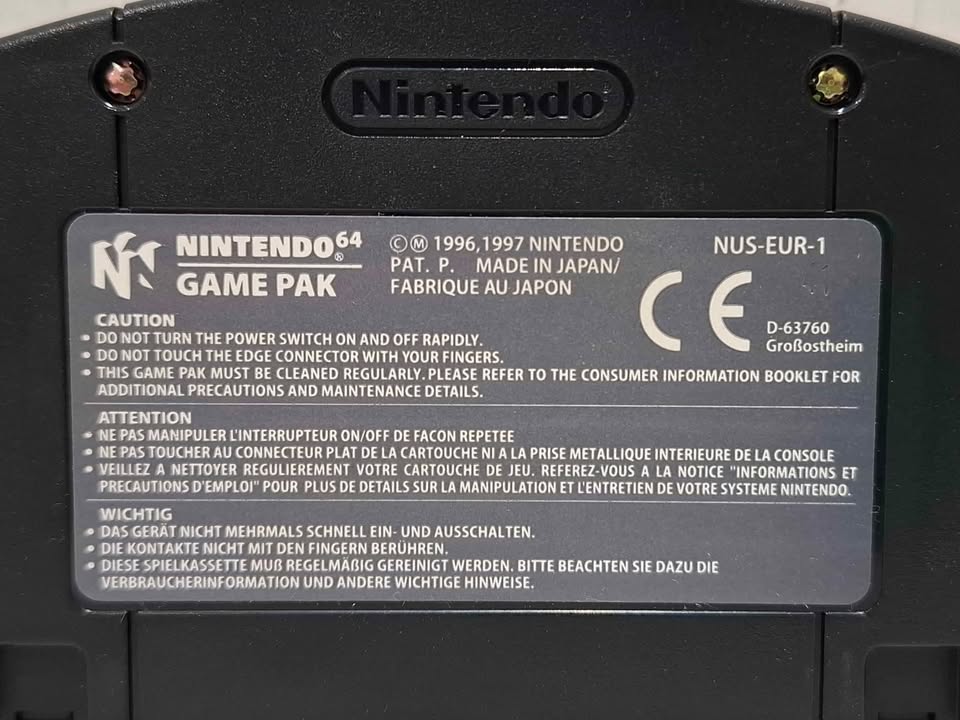 Nintendo
NINTENDO64®
GAME PAK
©Ⓜ 1996,1997 NINTENDO
PAT. P. MADE IN JAPAN/
FABRIQUE AU JAPON
NUS-EUR-1
CE
D-63760
Großostheim
CAUTION
• DO NOT TURN THE POWER SWITCH ON AND OFF RAPIDLY.
• DO NOT TOUCH THE EDGE CONNECTOR WITH YOUR FINGERS.
• THIS GAME PAK MUST BE CLEANED REGULARLY. PLEASE REFER TO THE CONSUMER INFORMATION BOOKLET FOR
ADDITIONAL PRECAUTIONS AND MAINTENANCE DETAILS.
ATTENTION
• NE PAS MANIPULER L'INTERRUPTEUR ON/OFF DE FACON REPETEE
• NE PAS TOUCHER AU CONNECTEUR PLAT DE LA CARTOUCHE NI A LA PRISE METALLIQUE INTERIEURE DE LA CONSOLE
• VEILLEZ A NETTOYER REGULIEREMENT VOTRE CARTOUCHE DE JEU. REFEREZ-VOUS A LA NOTICE "INFORMATIONS ET
PRECAUTIONS D'EMPLOI" POUR PLUS DE DETAILS SUR LA MANIPULATION ET L'ENTRETIEN DE VOTRE SYSTEME NINTENDO.
WICHTIG
• DAS GERÄT NICHT MEHRMALS SCHNELL EIN- UND AUSSCHALTEN.
• DIE KONTAKTE NICHT MIT DEN FINGERN BERÜHREN.
• DIESE SPIELKASSETTE MUß REGELMÄßIG GEREINIGT WERDEN. BITTE BEACHTEN SIE DAZU DIE
VERBRAUCHERINFORMATION UND ANDERE WICHTIGE HINWEISE.